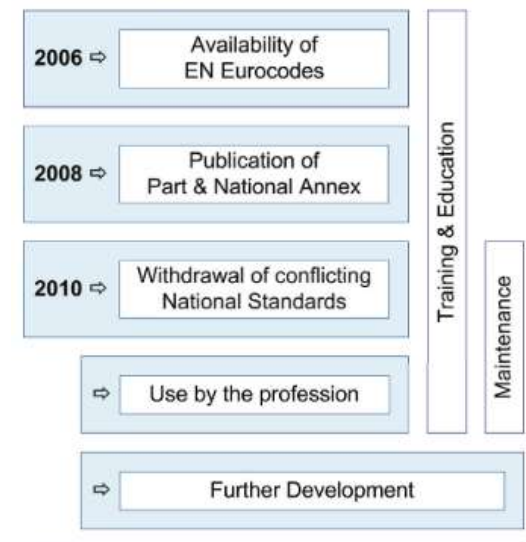 2006 ⇨ Availability of
EN Eurocodes
2008 ⇨ Publication of
Part & National Annex
2010 ⇨ Withdrawal of conflicting
National Standards
⇨ Use by the profession
⇨ Further Development
Training & Education
Maintenance